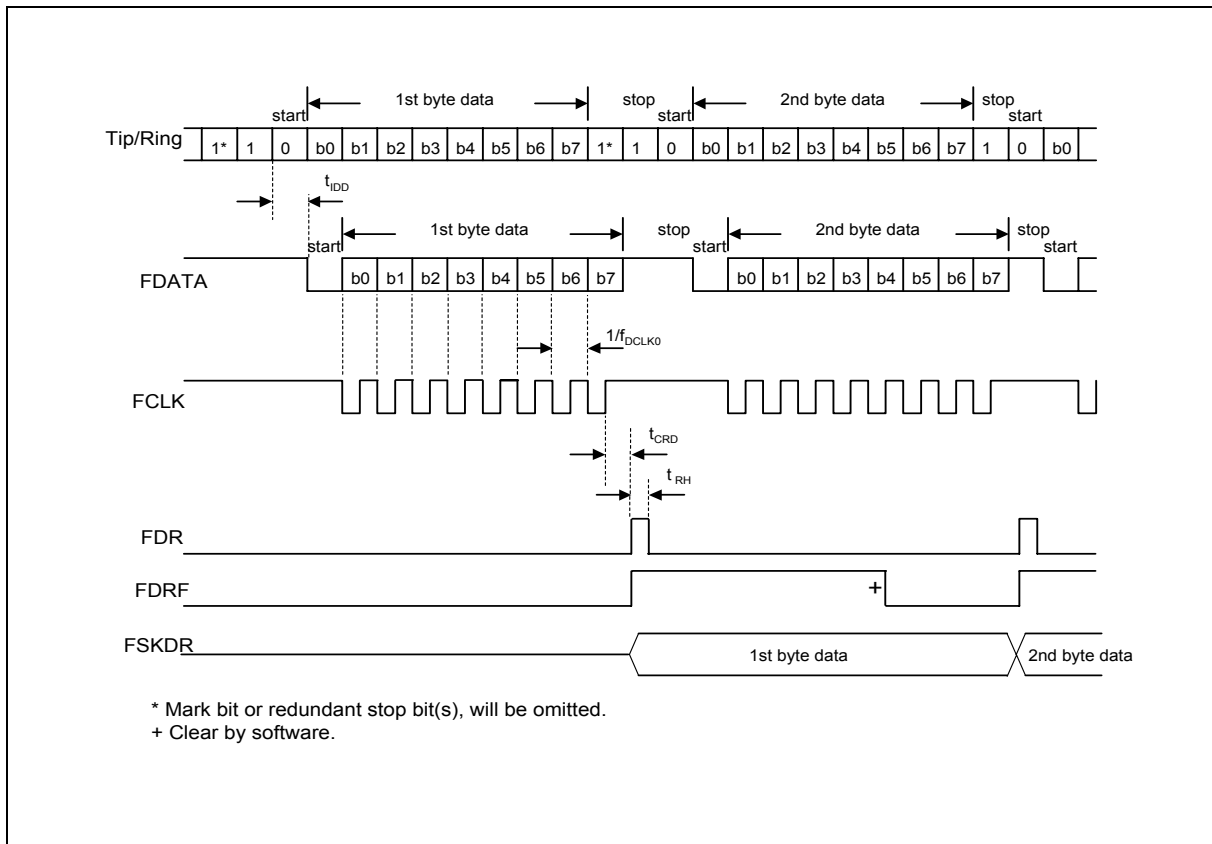 1st byte data stop 2nd byte data stop
start start start
Tip/Ring 1* 1 0 b0 b1 b2 b3 b4 b5 b6 b7 1* 1 0 b0 b1 b2 b3 b4 b5 b6 b7 1 0 b0
tIDD
1st byte data stop 2nd byte data stop
start start start
FDATA b0 b1 b2 b3 b4 b5 b6 b7 b0 b1 b2 b3 b4 b5 b6 b7
1/fDCLK0
FCLK
tCRD
t RH
FDR
FDRF +
FSKDR 1st byte data 2nd byte data
* Mark bit or redundant stop bit(s), will be omitted.
+ Clear by software.